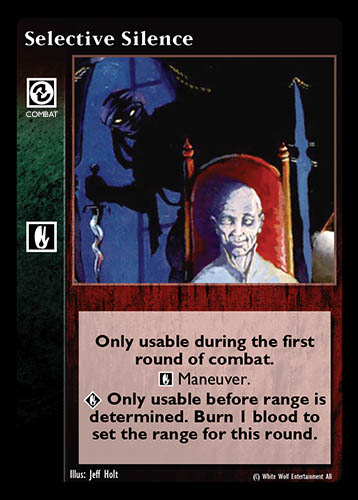 Selective Silence
COMBAT
Only usable during the first
round of combat.
Maneuver.
Only usable before range is
determined. Burn 1 blood to
set the range for this round.
Illus: Jeff Holt
(C) White Wolf Entertainment AB